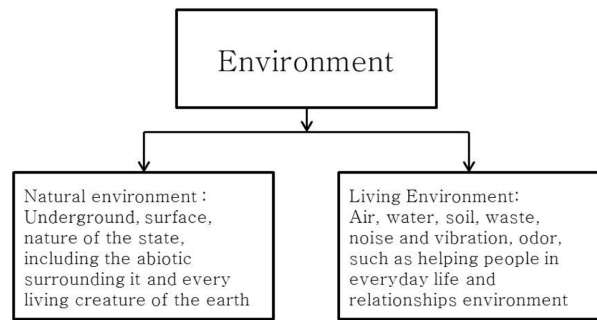 Environment
Natural environment :
Underground, surface,
nature of the state,
including the abiotic
surrounding it and every
living creature of the earth
Living Environment:
Air, water, soil, waste,
noise and vibration, odor,
such as helping people in
everyday life and
relationships environment